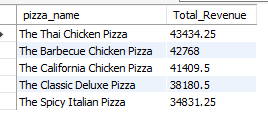 pizza_name Total_Revenue
The Thai Chicken Pizza 43434.25
The Barbecue Chicken Pizza 42768
The California Chicken Pizza 41409.5
The Classic Deluxe Pizza 38180.5
The Spicy Italian Pizza 34831.25